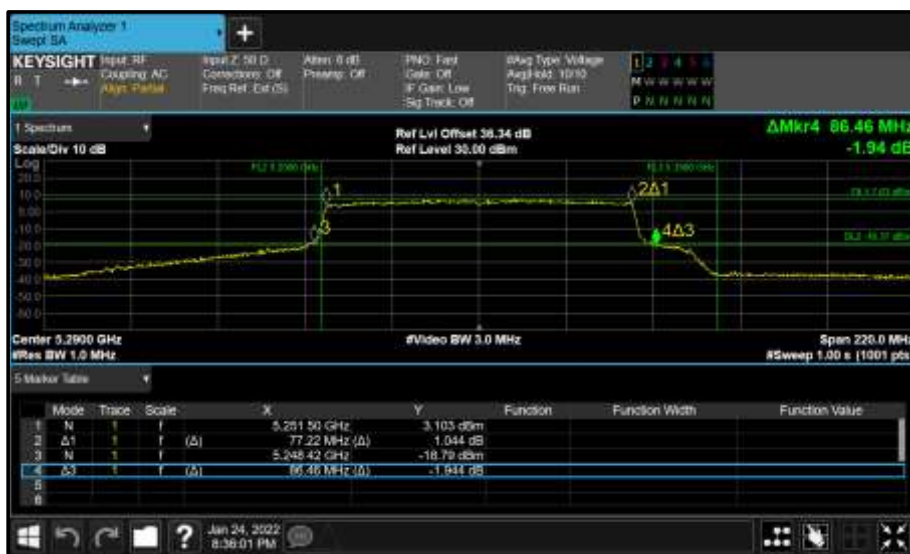 Spectrum Analyzer 1
Swept SA
+
KEYSIGHT
R T
Input: RF
Coupling: AC
Align: Partial
Input Z: 50 Ω
Corrections: Off
Freq Ref: Ext (S)
Atten: 6 dB
Preamp: Off
PNO: Fast
Gate: Off
IF Gain: Low
Sig Track: Off
#Avg Type: Voltage
Avg|Hold: 10/10
Trig: Free Run
1 2 3 4 5 6
M W W W W W
P N N N N N
1 Spectrum
Scale/Div 10 dB
Log
Ref Lvl Offset 36.34 dB
Ref Level 30.00 dBm
ΔMkr4 86.46 MHz
-1.94 dB
20.0
10.0
0.00
-10.0
-20.0
-30.0
-40.0
-50.0
-60.0
1
2Δ1
3
4Δ3
Center 5.2900 GHz
#Res BW 1.0 MHz
#Video BW 3.0 MHz
Span 220.0 MHz
#Sweep 1.00 s (1001 pts
5 Marker Table
Mode Trace Scale X Y Function Function Width Function Value
1 N 1 f 5.251 50 GHz 3.103 dBm
2 Δ1 1 f (Δ) 77.22 MHz (Δ) 1.044 dB
3 N 1 f 5.248 42 GHz -18.79 dBm
4 Δ3 1 f (Δ) 86.46 MHz (Δ) -1.944 dB
5
6
?
Jan 24, 2022
8:36:01 PM